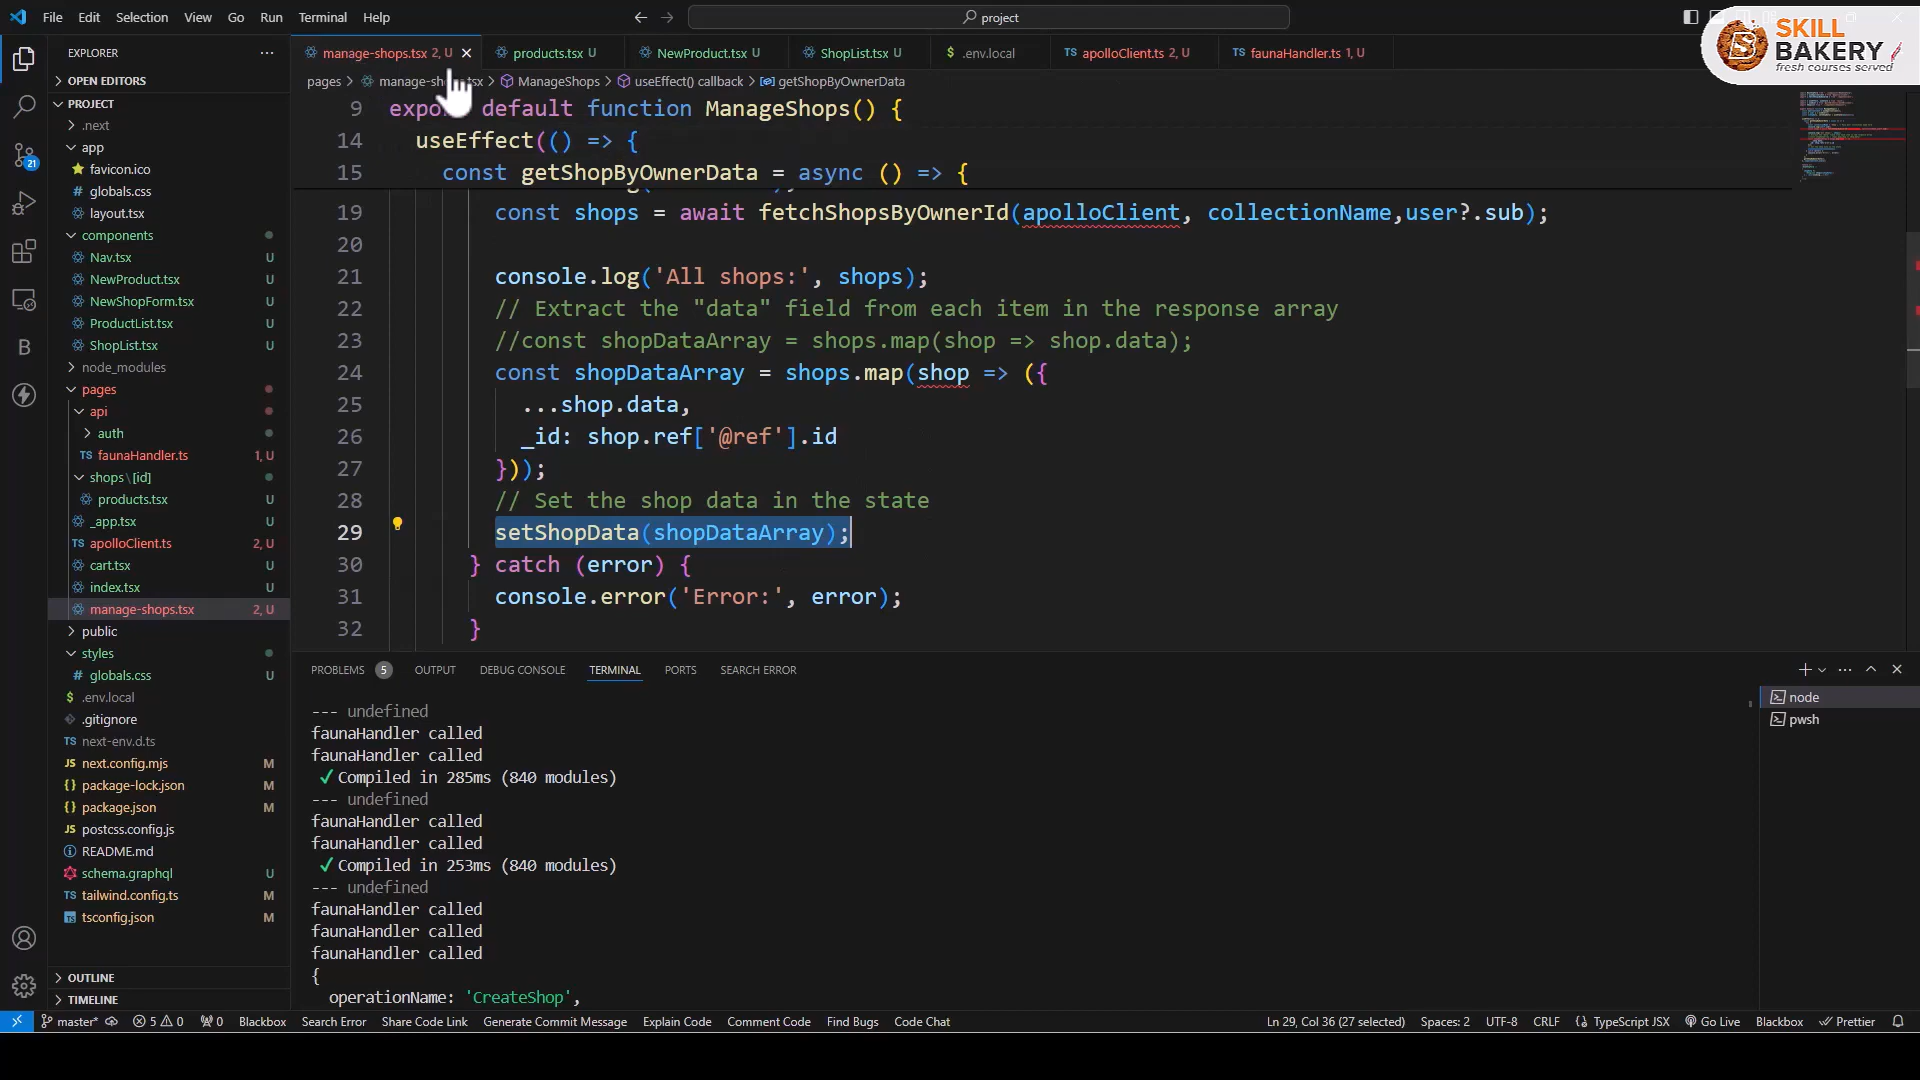 File Edit Selection View Go Run Terminal Help
project
SKILL
BAKERY
fresh courses served
EXPLORER
manage-shops.tsx 2, U
products.tsx U
NewProduct.tsx U
ShopList.tsx U
.env.local
TS apolloClient.ts 2, U
TS faunaHandler.ts 1, U
OPEN EDITORS
PROJECT
.next
app
favicon.ico
# globals.css
layout.tsx
components
Nav.tsx U
NewProduct.tsx U
NewShopForm.tsx U
ProductList.tsx U
ShopList.tsx U
node_modules
pages
api
auth
TS faunaHandler.ts 1, U
shops\[id]
products.tsx U
_app.tsx U
TS apolloClient.ts 2, U
cart.tsx U
index.tsx U
manage-shops.tsx 2, U
public
styles
# globals.css U
$ .env.local
.gitignore
TS next-env.d.ts
JS next.config.mjs M
{} package-lock.json M
{} package.json M
JS postcss.config.js
README.md
schema.graphql U
TS tailwind.config.ts M
tsconfig.json M
OUTLINE
TIMELINE
pages > ManageShops > useEffect() callback > getShopByOwnerData
9 default function ManageShops() {
14 useEffect(() => {
15 const getShopByOwnerData = async () => {
19 const shops = await fetchShopsByOwnerId(apolloClient, collectionName,user?.sub);
20
21 console.log('All shops:', shops);
22 // Extract the "data" field from each item in the response array
23 //const shopDataArray = shops.map(shop => shop.data);
24 const shopDataArray = shops.map(shop => ({
25 ...shop.data,
26 _id: shop.ref['@ref'].id
27 }));
28 // Set the shop data in the state
29 setShopData(shopDataArray);
30 } catch (error) {
31 console.error('Error:', error);
32 }
PROBLEMS 5 OUTPUT DEBUG CONSOLE TERMINAL PORTS SEARCH ERROR
node
pwsh
--- undefined
faunaHandler called
faunaHandler called
✓ Compiled in 285ms (840 modules)
--- undefined
faunaHandler called
faunaHandler called
✓ Compiled in 253ms (840 modules)
--- undefined
faunaHandler called
faunaHandler called
faunaHandler called
{
operationName: 'CreateShop',
master* 5 0 0 Blackbox Search Error Share Code Link Generate Commit Message Explain Code Comment Code Find Bugs Code Chat Ln 29, Col 36 (27 selected) Spaces: 2 UTF-8 CRLF {} TypeScript JSX Go Live Blackbox Prettier
21